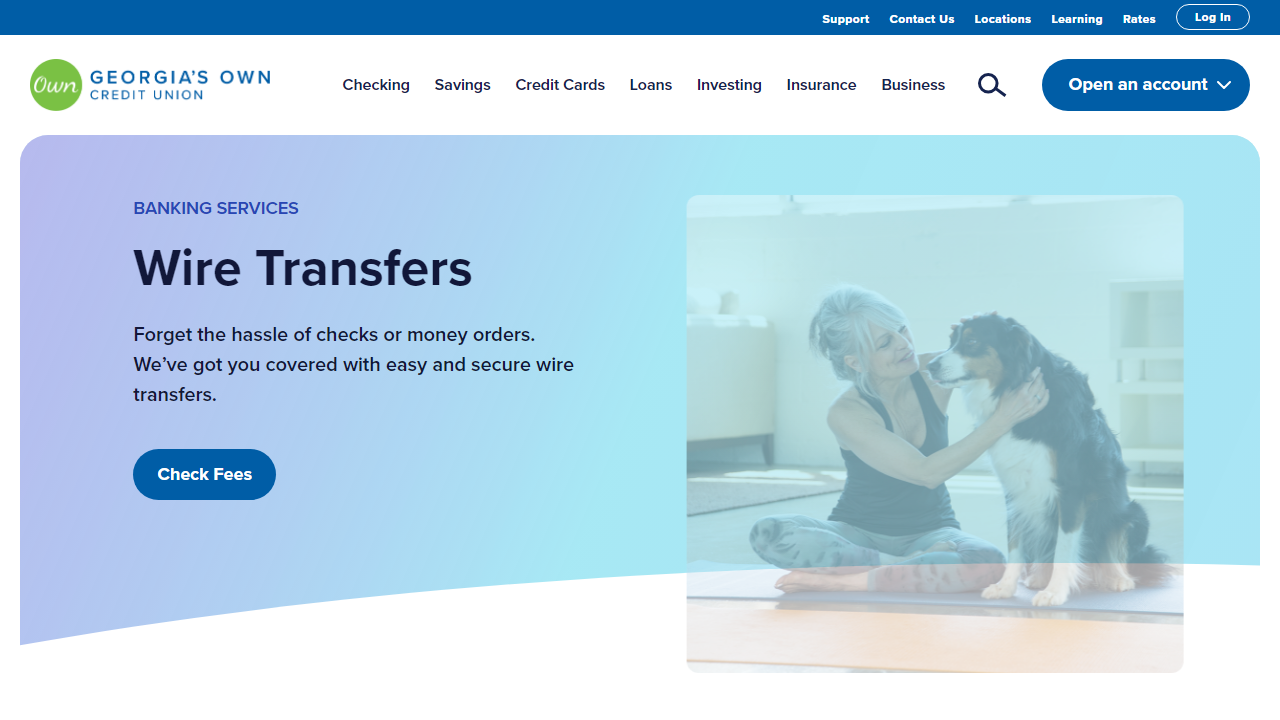 Support Contact Us Locations Learning Rates Log In
Own GEORGIA'S OWN
CREDIT UNION
Checking Savings Credit Cards Loans Investing Insurance Business
Open an account
BANKING SERVICES
Wire Transfers
Forget the hassle of checks or money orders.
We’ve got you covered with easy and secure wire
transfers.
Check Fees